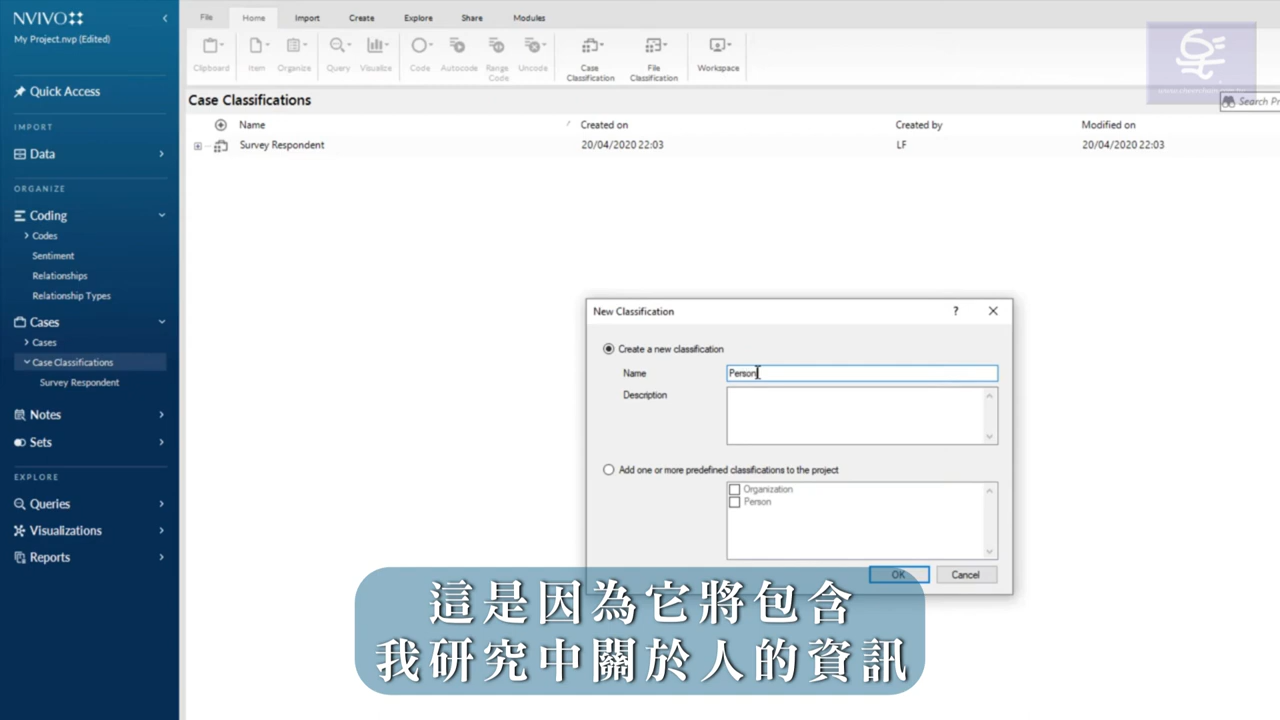 NVIVO
My Project.nvp (Edited)
Quick Access
IMPORT
Data
ORGANIZE
Coding
Codes
Sentiment
Relationships
Relationship Types
Cases
Cases
Case Classifications
Survey Respondent
Notes
Sets
EXPLORE
Queries
Visualizations
Reports
File Home Import Create Explore Share Modules
Clipboard Item Organize Query Visualize Code Autocode Range Code Uncode Case Classification File Classification Workspace
Case Classifications
Search Pr
Name Created on Created by Modified on
Survey Respondent 20/04/2020 22:03 LF 20/04/2020 22:03
New Classification
Create a new classification
Name Person
Description
Add one or more predefined classifications to the project
Organization
Person
OK Cancel
這是因為它將包含
我研究中關於人的資訊